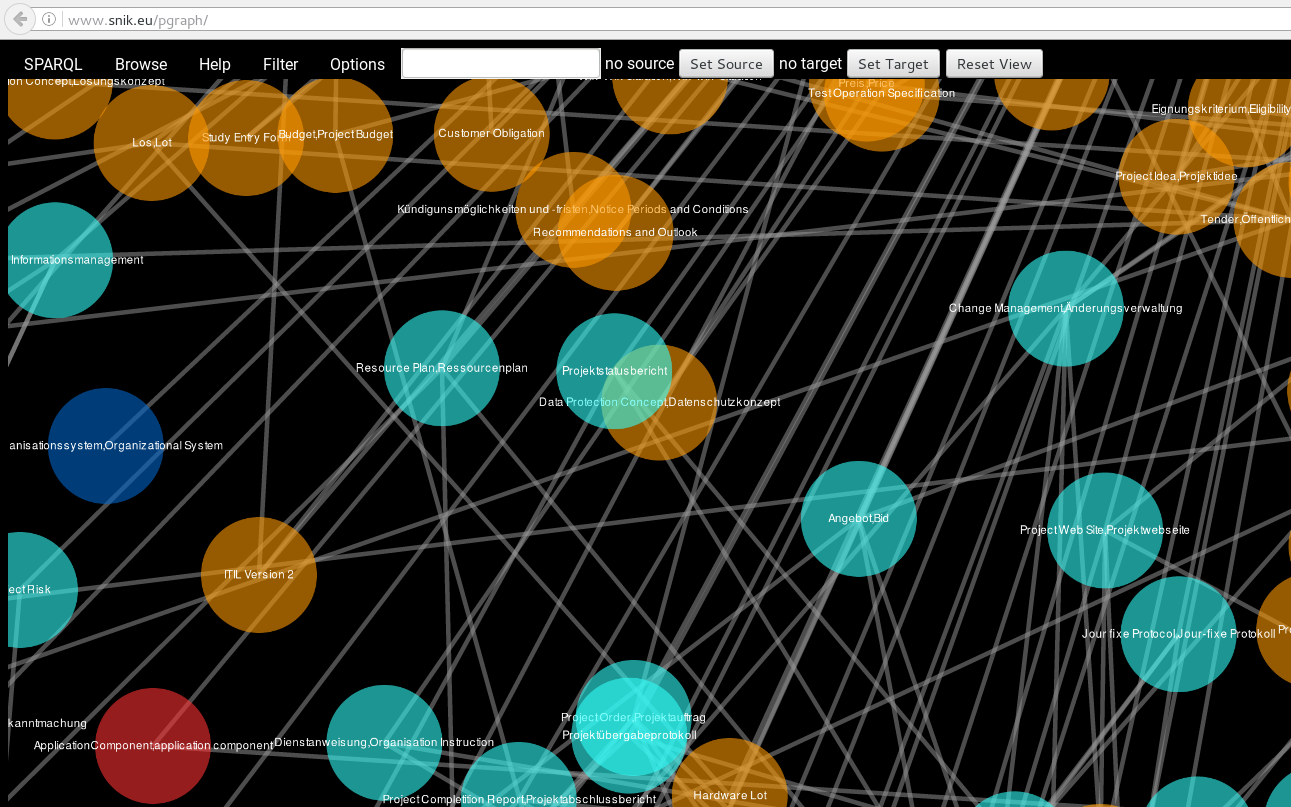 www.snik.eu/pgraph/
SPARQL Browse Help Filter Options no source Set Source no target Set Target Reset View
on Concept,Lösungskonzept
Preis,Price
Test Operation Specification
Eignungskriterium,Eligibility
Los,Lot
Study Entry Form
Budget,Project Budget
Customer Obligation
Project Idea,Projektidee
Kündigunsmöglichkeiten und -fristen,Notice Periods and Conditions
Tender,Öffentlich
Recommendations and Outlook
Informationsmanagement
Change Management,Änderungsverwaltung
Resource Plan,Ressourcenplan
Projektstatusbericht
Data Protection Concept,Datenschutzkonzept
anisationssystem,Organizational System
Angebot,Bid
Project Web Site,Projektwebseite
ITIL Version 2
ect Risk
Jour fixe Protocol,Jour-fixe Protokoll
Pro
kanntmachung
Project Order,Projektauftrag
Projektübergabeprotokoll
ApplicationComponent,application component
Dienstanweisung,Organisation Instruction
Hardware Lot
Project Completion Report,Projektabschlussbericht